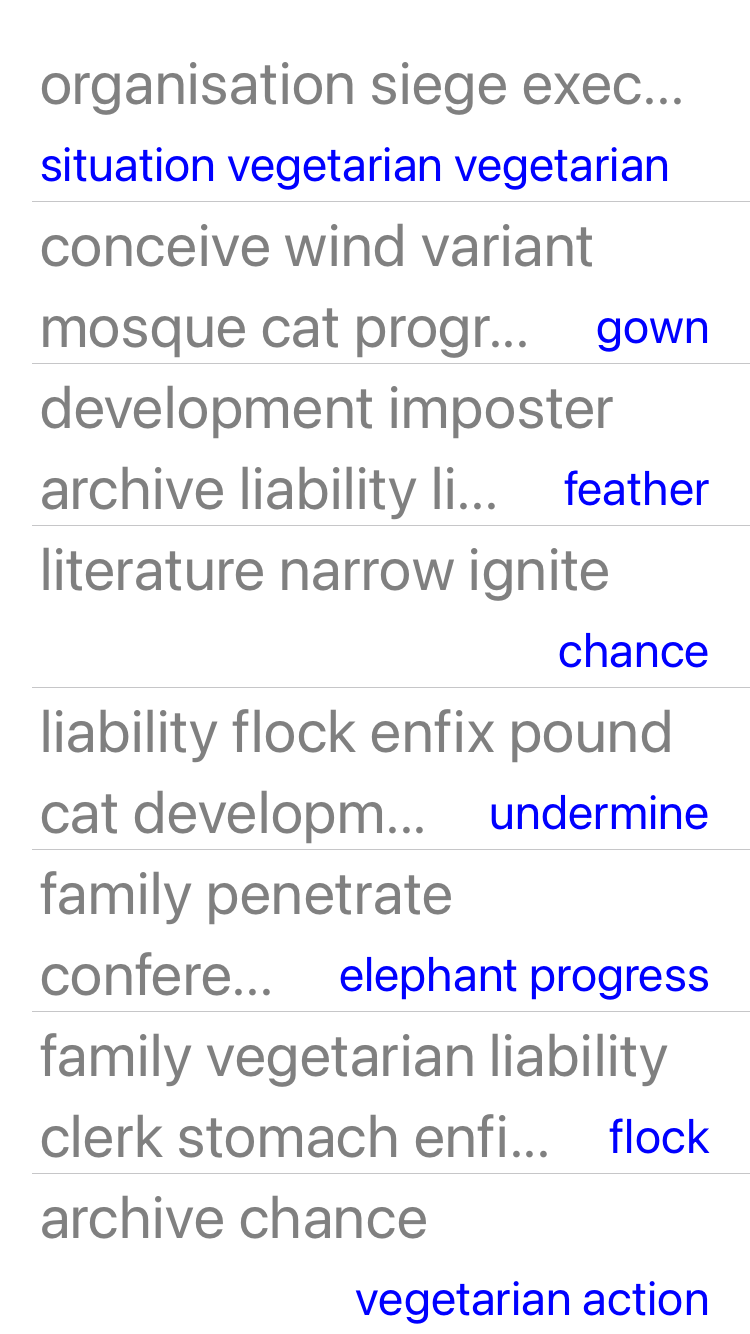 organisation siege exec...
situation vegetarian vegetarian
conceive wind variant
mosque cat progr... gown
development imposter
archive liability li... feather
literature narrow ignite
chance
liability flock enfix pound
cat developm... undermine
family penetrate
confere... elephant progress
family vegetarian liability
clerk stomach enfi... flock
archive chance
vegetarian action